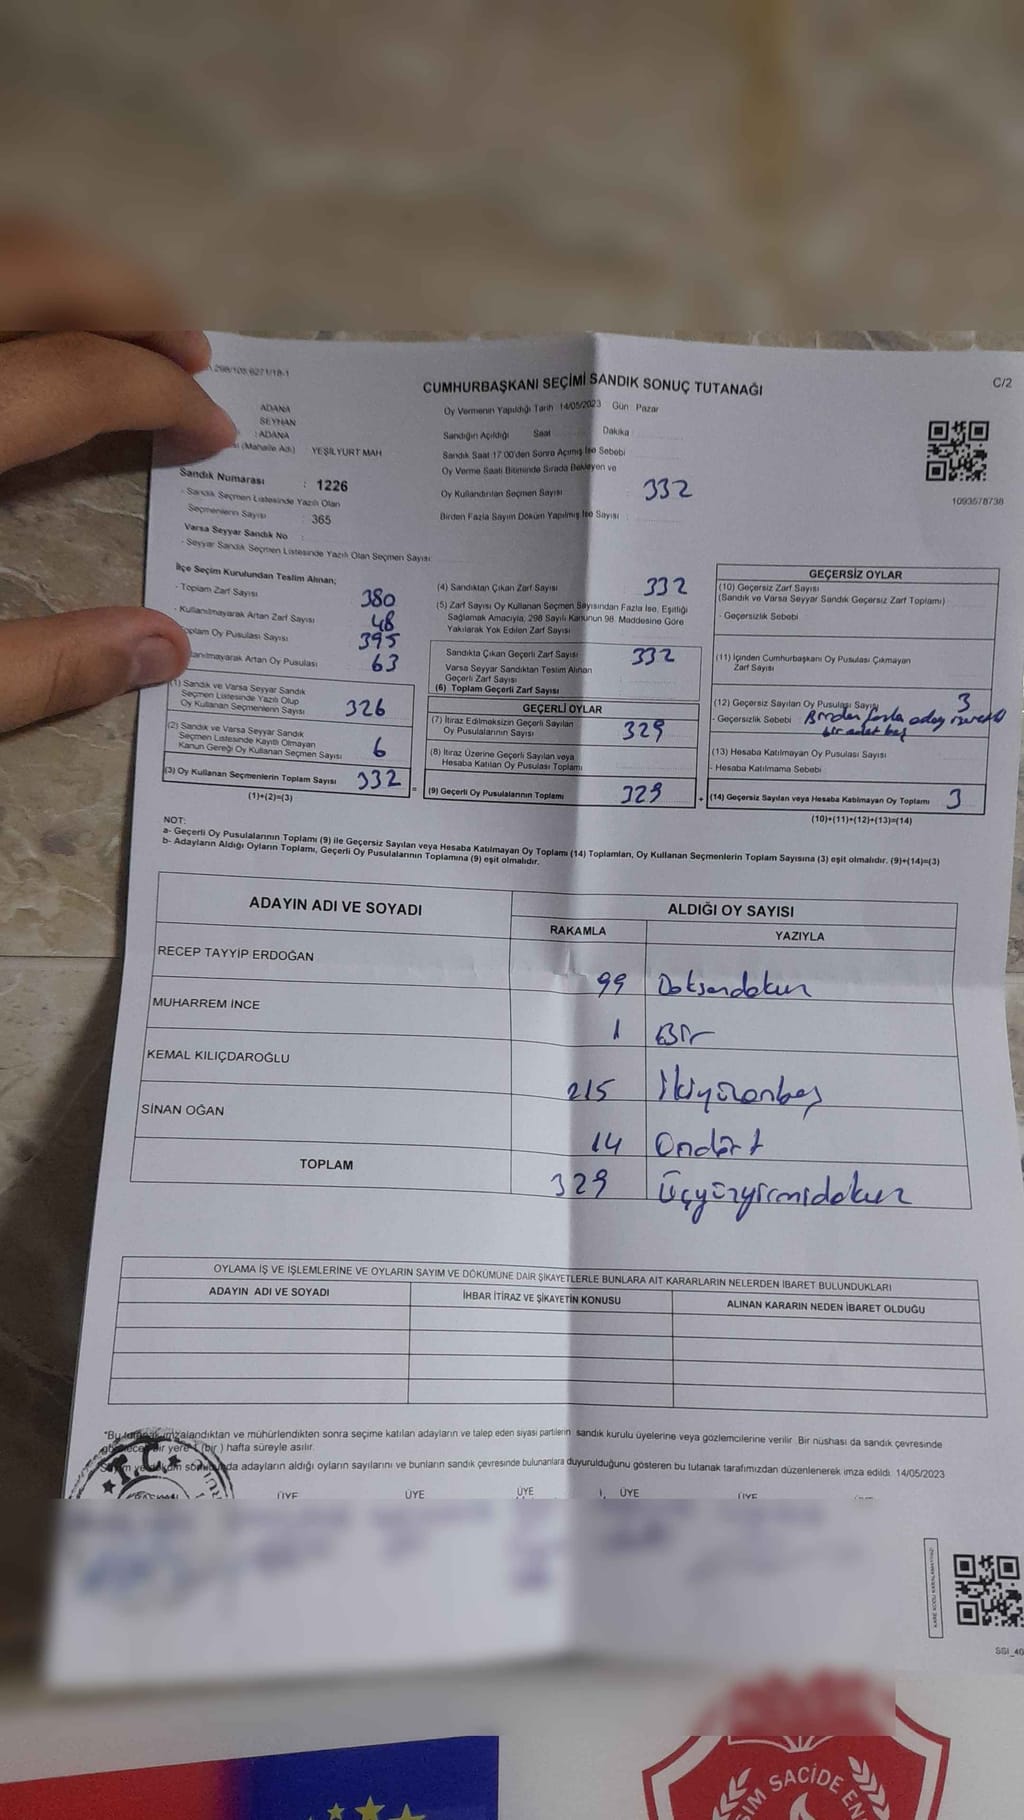 298/105.6271/18-1
CUMHURBAŞKANI SEÇİMİ SANDIK SONUÇ TUTANAĞI
C/2
ADANA
SEYHAN
: ADANA
(Mahalle Adı) YEŞİLYURT MAH
Sandık Numarası : 1226
- Sandık Seçmen Listesinde Yazılı Olan
Seçmenlerin Sayısı : 365
Varsa Seyyar Sandık No :
- Seyyar Sandık Seçmen Listesinde Yazılı Olan Seçmen Sayısı:
Oy Vermenin Yapıldığı Tarih 14/05/2023 Gün Pazar
Sandığın Açıldığı Saat Dakika
Sandık Saat 17.00'den Sonra Açılmış İse Sebebi
Oy Verme Saati Bitiminde Sırada Bekleyen ve
Oy Kullandırılan Seçmen Sayısı 332
Birden Fazla Sayım Döküm Yapılmış İse Sayısı :
1093578738
İlçe Seçim Kurulundan Teslim Alınan;
- Toplam Zarf Sayısı 380
- Kullanılmayarak Artan Zarf Sayısı 48
Toplam Oy Pusulası Sayısı 395
anılmayarak Artan Oy Pusulası 63
(1) Sandık ve Varsa Seyyar Sandık
Seçmen Listesinde Yazılı Olup
Oy Kullanan Seçmenlerin Sayısı 326
(2) Sandık ve Varsa Seyyar Sandık
Seçmen Listesinde Kayıtlı Olmayan
Kanun Gereği Oy Kullanan Seçmen Sayısı 6
(3) Oy Kullanan Seçmenlerin Toplam Sayısı 332 =
(1)+(2)=(3)
(4) Sandıktan Çıkan Zarf Sayısı 332
(5) Zarf Sayısı Oy Kullanan Seçmen Sayısından Fazla İse, Eşitliği
Sağlamak Amacıyla, 298 Sayılı Kanunun 98. Maddesine Göre
Yakılarak Yok Edilen Zarf Sayısı
Sandıkta Çıkan Geçerli Zarf Sayısı 332
Varsa Seyyar Sandıktan Teslim Alınan
Geçerli Zarf Sayısı
(6) Toplam Geçerli Zarf Sayısı
GEÇERLİ OYLAR
(7) İtiraz Edilmeksizin Geçerli Sayılan
Oy Pusulalarının Sayısı 329
(8) İtiraz Üzerine Geçerli Sayılan veya
Hesaba Katılan Oy Pusulası Toplamı
(9) Geçerli Oy Pusulalarının Toplamı 329 +
GEÇERSİZ OYLAR
(10) Geçersiz Zarf Sayısı
(Sandık ve Varsa Seyyar Sandık Geçersiz Zarf Toplamı)
- Geçersizlik Sebebi
(11) İçinden Cumhurbaşkanı Oy Pusulası Çıkmayan
Zarf Sayısı
(12) Geçersiz Sayılan Oy Pusulası Sayısı 3
- Geçersizlik Sebebi Birden fazla aday
bir adet boş
(13) Hesaba Katılmayan Oy Pusulası Sayısı
- Hesaba Katılmama Sebebi
(14) Geçersiz Sayılan veya Hesaba Katılmayan Oy Toplamı 3
(10)+(11)+(12)+(13)=(14)
NOT:
a- Geçerli Oy Pusulalarının Toplamı (9) ile Geçersiz Sayılan veya Hesaba Katılmayan Oy Toplamı (14) Toplamları, Oy Kullanan Seçmenlerin Toplam Sayısına (3) eşit olmalıdır. (9)+(14)=(3)
b- Adayların Aldığı Oyların Toplamı, Geçerli Oy Pusulalarının Toplamına (9) eşit olmalıdır.
ADAYIN ADI VE SOYADI ALDIĞI OY SAYISI
RAKAMLA YAZIYLA
RECEP TAYYİP ERDOĞAN 99 Doksandokuz
MUHARREM İNCE 1 Bir
KEMAL KILIÇDAROĞLU 215 İkiyüzonbeş
SİNAN OĞAN 14 Ondört
TOPLAM 329 Üçyüzyirmidokuz
OYLAMA İŞ VE İŞLEMLERİNE VE OYLARIN SAYIM VE DÖKÜMÜNE DAİR ŞİKAYETLERLE BUNLARA AİT KARARLARIN NELERDEN İBARET BULUNDUKLARI
ADAYIN ADI VE SOYADI İHBAR İTİRAZ VE ŞİKAYETİN KONUSU ALINAN KARARIN NEDEN İBARET OLDUĞU
*Bu tutanak imzalandıktan ve mühürlendikten sonra seçime katılan adayların ve talep eden siyasi partilerin sandık kurulu üyelerine veya gözlemcilerine verilir. Bir nüshası da sandık çevresinde
görülecek bir yere 1 (bir) hafta süreyle asılır.
Sayım ve döküm sonunda adayların aldığı oyların sayılarını ve bunların sandık çevresinde bulunanlara duyurulduğunu gösteren bu tutanak tarafımızdan düzenlenerek imza edildi. 14/05/2023
T.C.
ÜYE ÜYE ÜYE ÜYE ÜYE
SACİDE